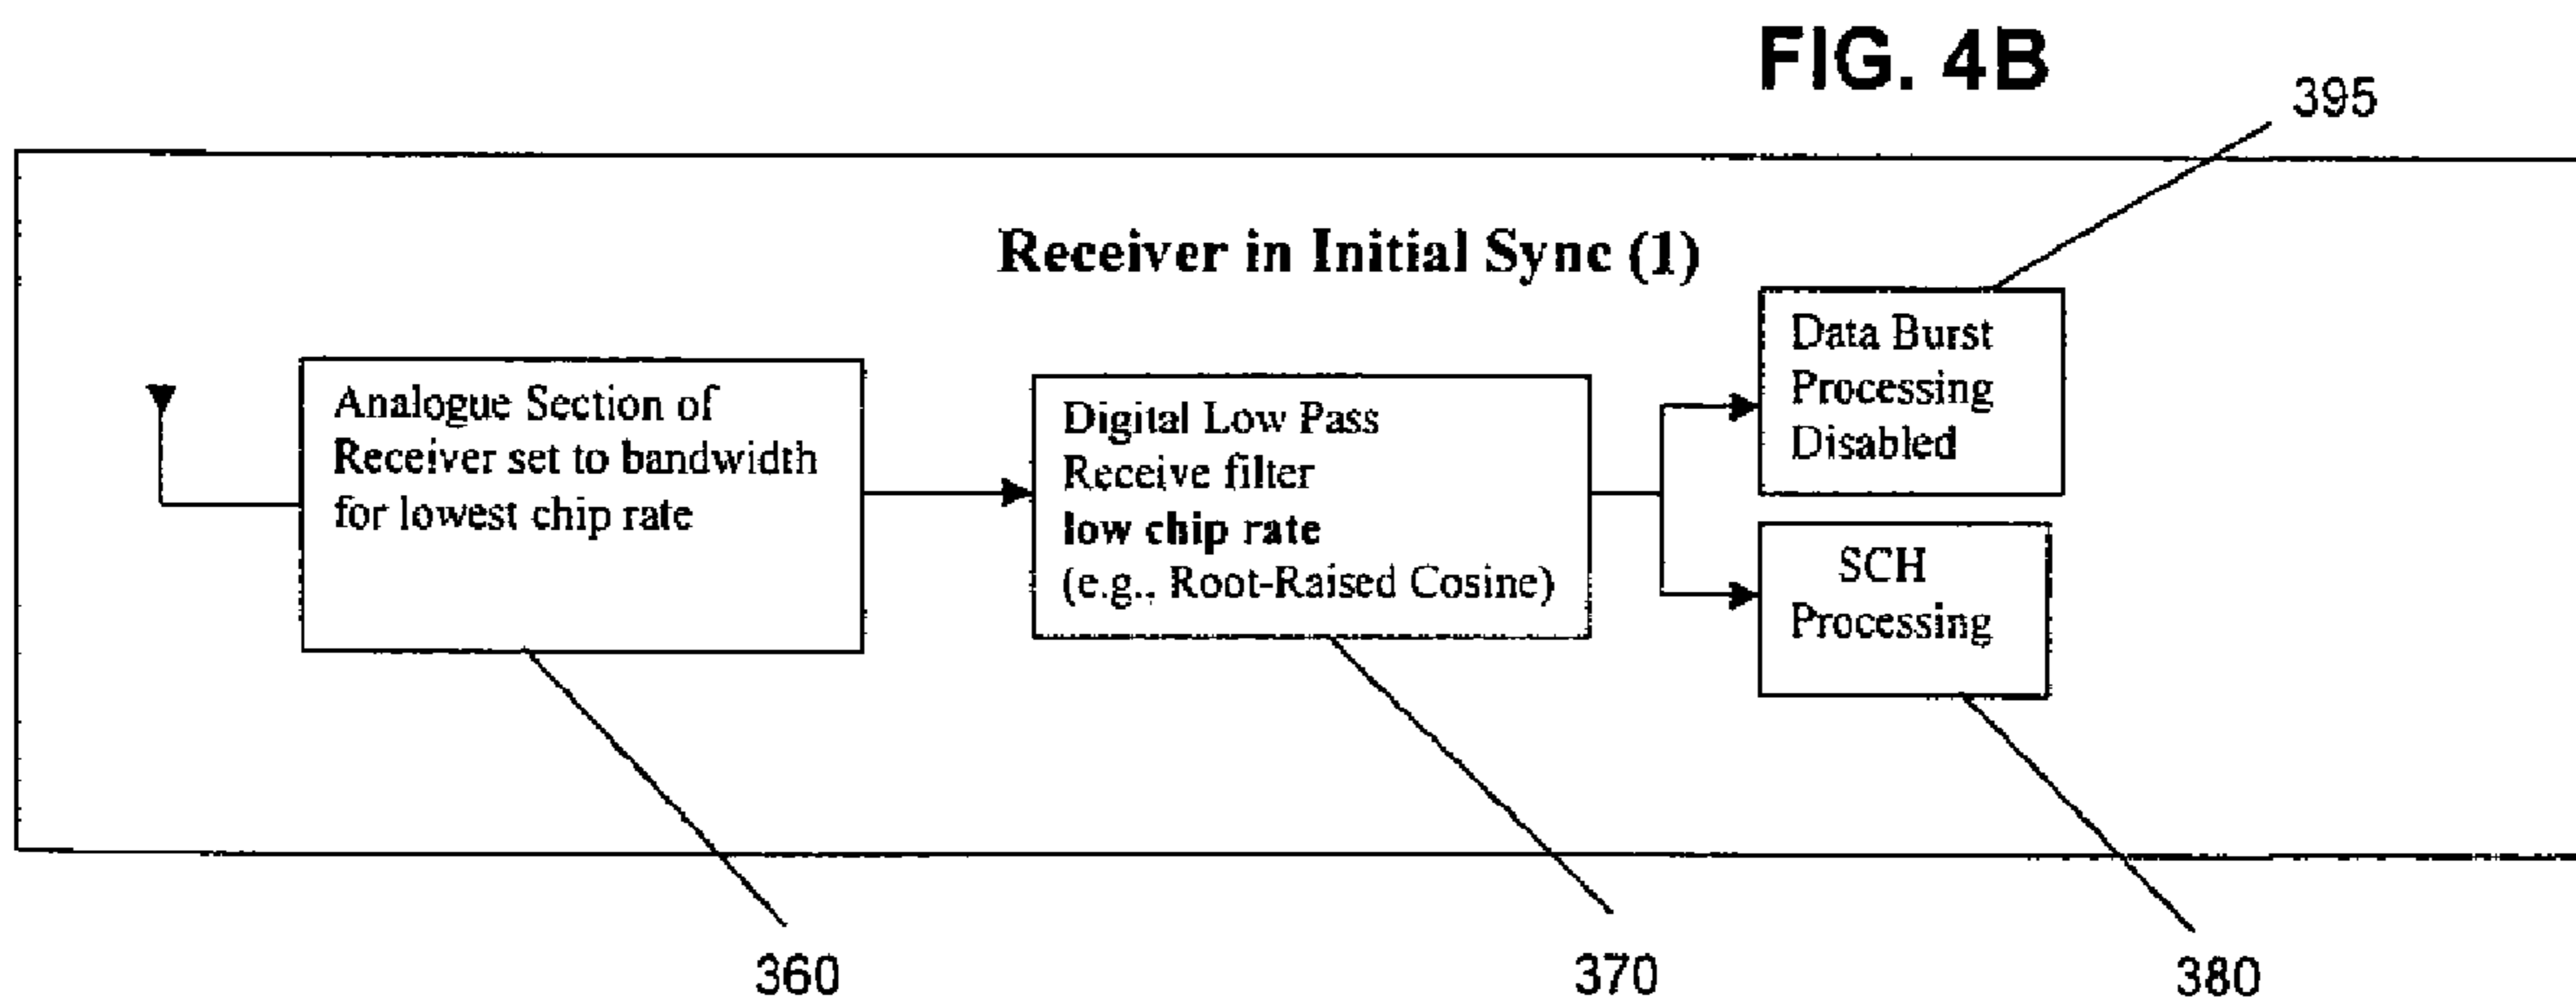 FIG. 4B
395
Receiver in Initial Sync (1)
Analogue Section of
Receiver set to bandwidth
for lowest chip rate
Digital Low Pass
Receive filter
low chip rate
(e.g., Root-Raised Cosine)
Data Burst
Processing
Disabled
SCH
Processing
360
370
380